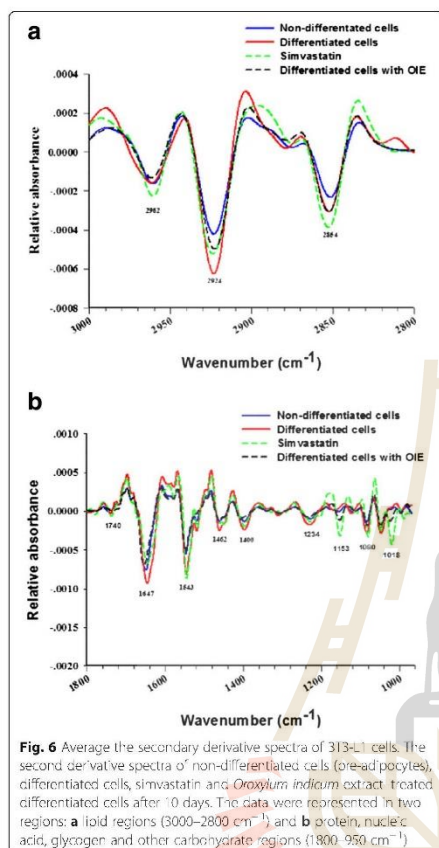 a
Non-differentated cells
Differentiated cells
Simvastatin
Differentiated cells with OIE
.0004
.0002
0.0000
-.0002
-.0004
-.0006
-.0008
Relative absorbance
2962
2924
2854
3000
2950
2900
2850
2800
Wavenumber (cm-1)
b
Non-differentiated cells
Differentiated cells
Simvastatin
Differentiated cells with OIE
.0010
.0005
0.0000
-.0005
-.0010
-.0015
-.0020
Relative absorbance
1740
1647
1543
1462
1400
1234
1153
1080
1018
1800
1600
1400
1200
1000
Wavenumber (cm-1)
Fig. 6 Average the secondary derivative spectra of 3T3-L1 cells. The
second derivative spectra of non-differentiated cells (pre-adipocytes),
differentiated cells, simvastatin and Oroxylum indicum extract-treated
differentiated cells after 10 days. The data were represented in two
regions: a lipid regions (3000–2800 cm−1) and b protein, nucleic
acid, glycogen and other carbohydrate regions (1800–950 cm−1)